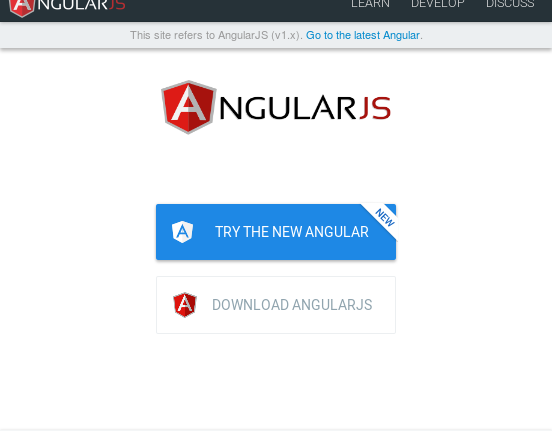 ANGULARJS
LEARN DEVELOP DISCUSS
This site refers to AngularJS (v1.x). Go to the latest Angular.
ANGULARJS
NEW
TRY THE NEW ANGULAR
DOWNLOAD ANGULARJS